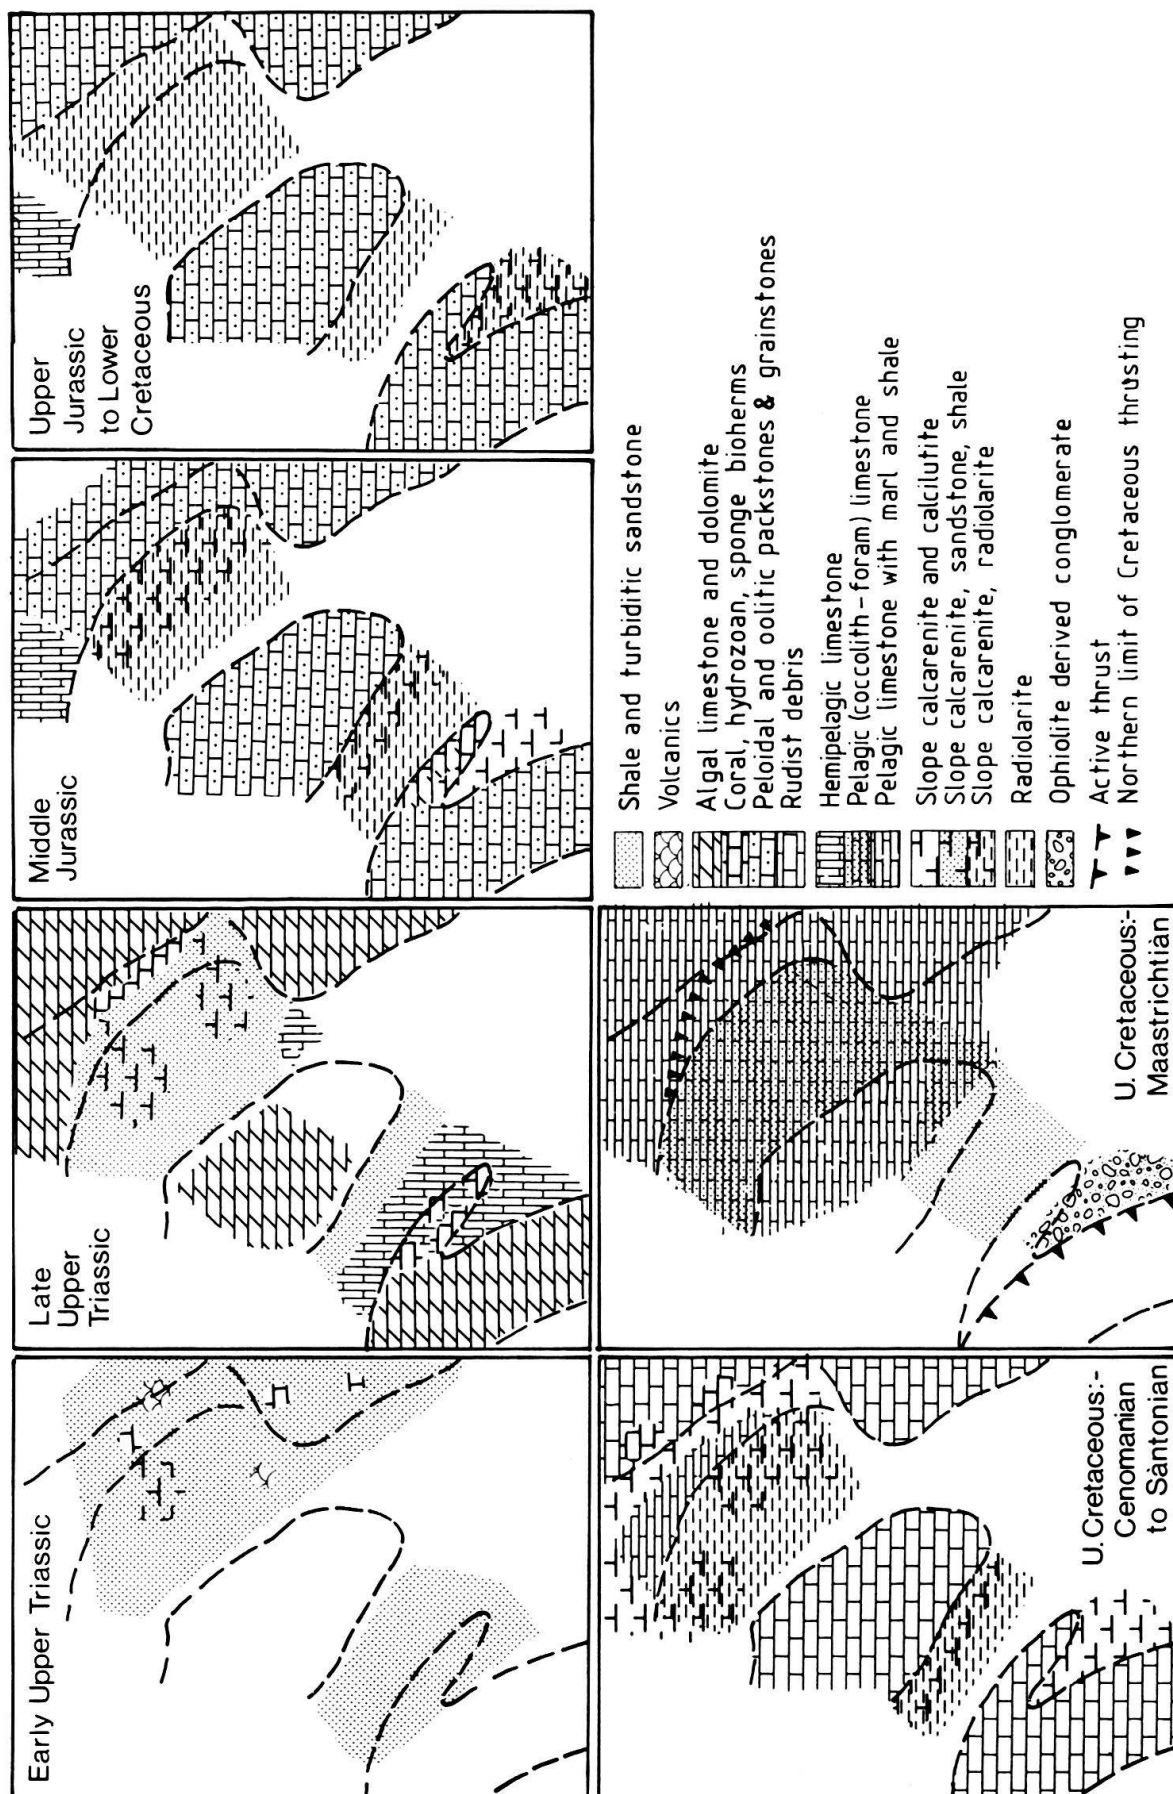 Early Upper Triassic
Late
Upper
Triassic
Middle
Jurassic
Upper
Jurassic
to Lower
Cretaceous
U. Cretaceous:-
Cenomanian
to Santonian
U. Cretaceous:-
Maastrichtian
Shale and turbiditic sandstone
Volcanics
Algal limestone and dolomite
Coral, hydrozoan, sponge bioherms
Peloidal and oolitic packstones & grainstones
Rudist debris
Hemipelagic limestone
Pelagic (coccolith-foram) limestone
Pelagic limestone with marl and shale
Slope calcarenite and calcilutite
Slope calcarenite, sandstone, shale
Slope calcarenite, radiolarite
Radiolarite
Ophiolite derived conglomerate
Active thrust
Northern limit of Cretaceous thrusting